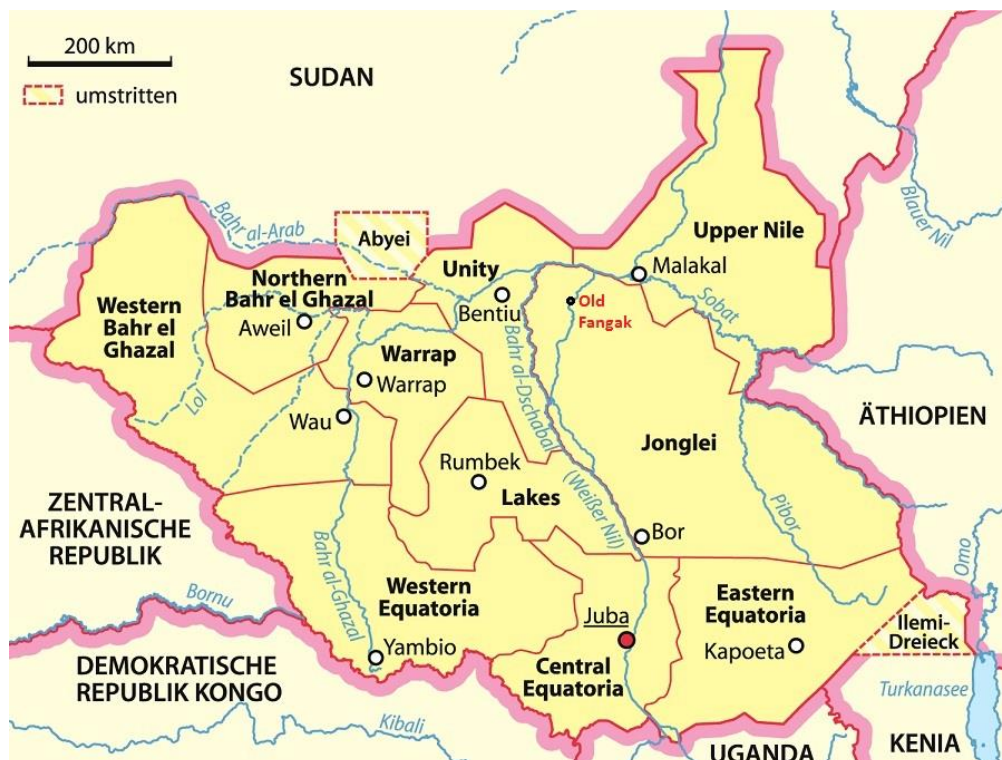 200 km
umstritten
SUDAN
Blauer Nil
Bahr al-Arab
Abyei
Upper Nile
Unity
Malakal
Northern
Bahr el Ghazal
Bentiu
Old
Fangak
Sobat
Western
Bahr el
Ghazal
Aweil
Warrap
Warrap
Bahr al-Dschabal
(Weißer Nil)
Lol
Wau
ÄTHIOPIEN
Jonglei
Rumbek
Lakes
ZENTRAL-
AFRIKANISCHE
REPUBLIK
Bor
Pibor
Omo
Bahr al-Ghazal
Western
Equatoria
Eastern
Equatoria
Bornu
Juba
Ilemi-
Dreieck
Yambio
Kapoeta
Central
Equatoria
DEMOKRATISCHE
REPUBLIK KONGO
Turkanasee
Kibali
UGANDA
KENIA